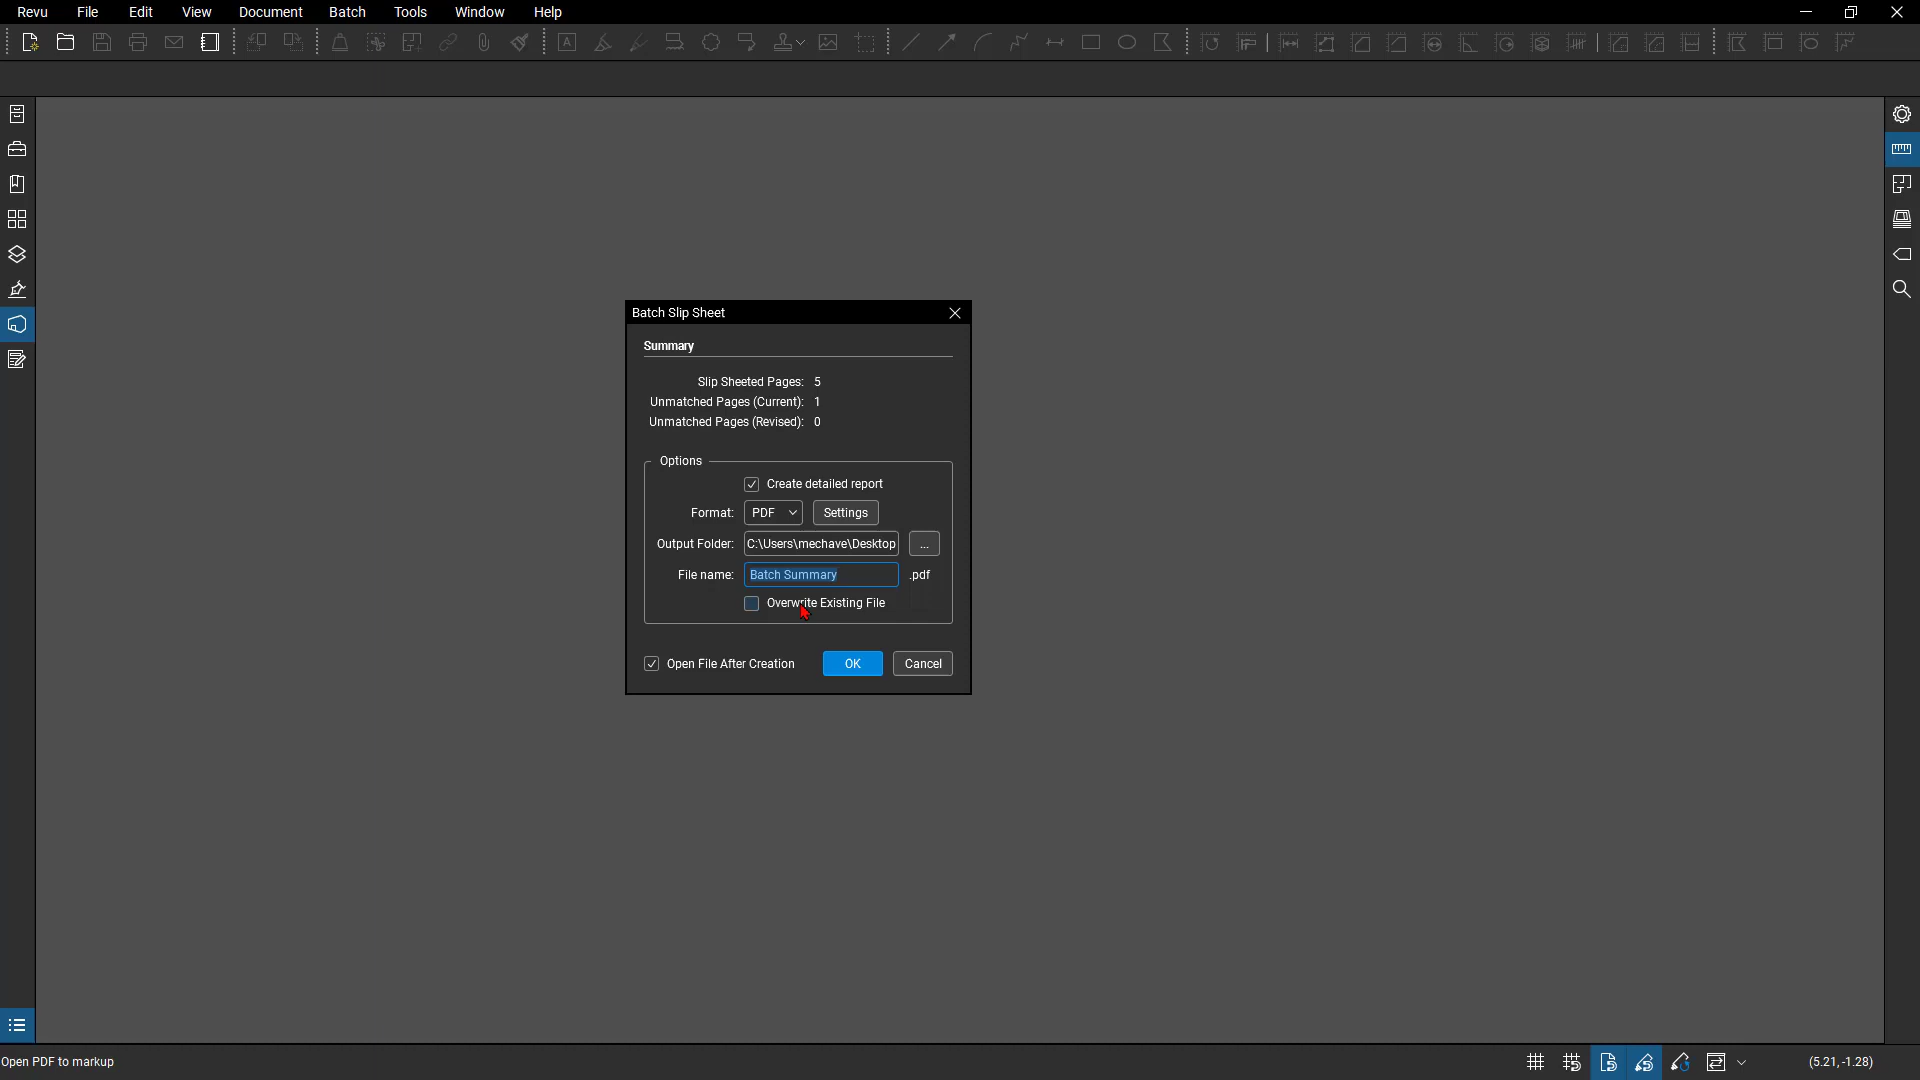 Revu File Edit View Document Batch Tools Window Help
Batch Slip Sheet
Summary
Slip Sheeted Pages: 5
Unmatched Pages (Current): 1
Unmatched Pages (Revised): 0
Options
Create detailed report
Format: PDF Settings
Output Folder: C:\Users\mechave\Desktop ...
File name: Batch Summary .pdf
Overwrite Existing File
Open File After Creation OK Cancel
Open PDF to markup (5.21,-1.28)